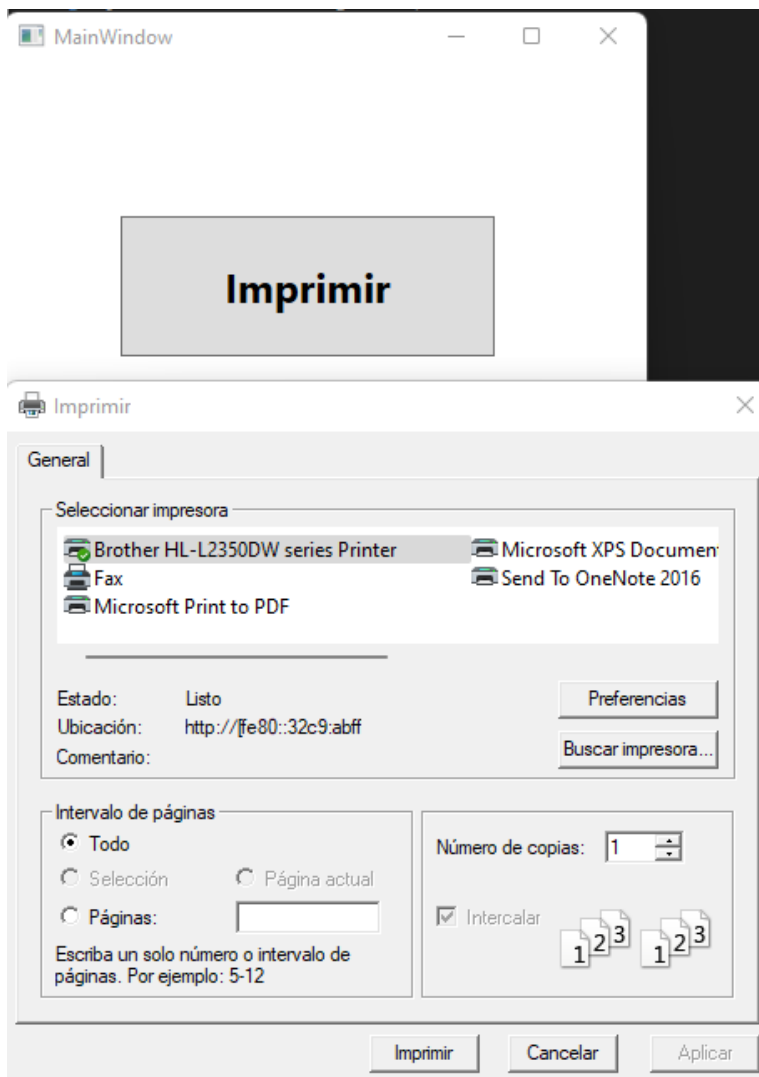 MainWindow
Imprimir
Imprimir
General
Seleccionar impresora
Brother HL-L2350DW series Printer
Microsoft XPS Documen
Fax
Send To OneNote 2016
Microsoft Print to PDF
Estado: Listo
Preferencias
Ubicación: http://[fe80::32c9:abff
Buscar impresora...
Comentario:
Intervalo de páginas
Todo
Número de copias: 1
Selección
Página actual
Páginas:
Intercalar
1 2 3 1 2 3
Escriba un solo número o intervalo de
páginas. Por ejemplo: 5-12
Imprimir
Cancelar
Aplicar